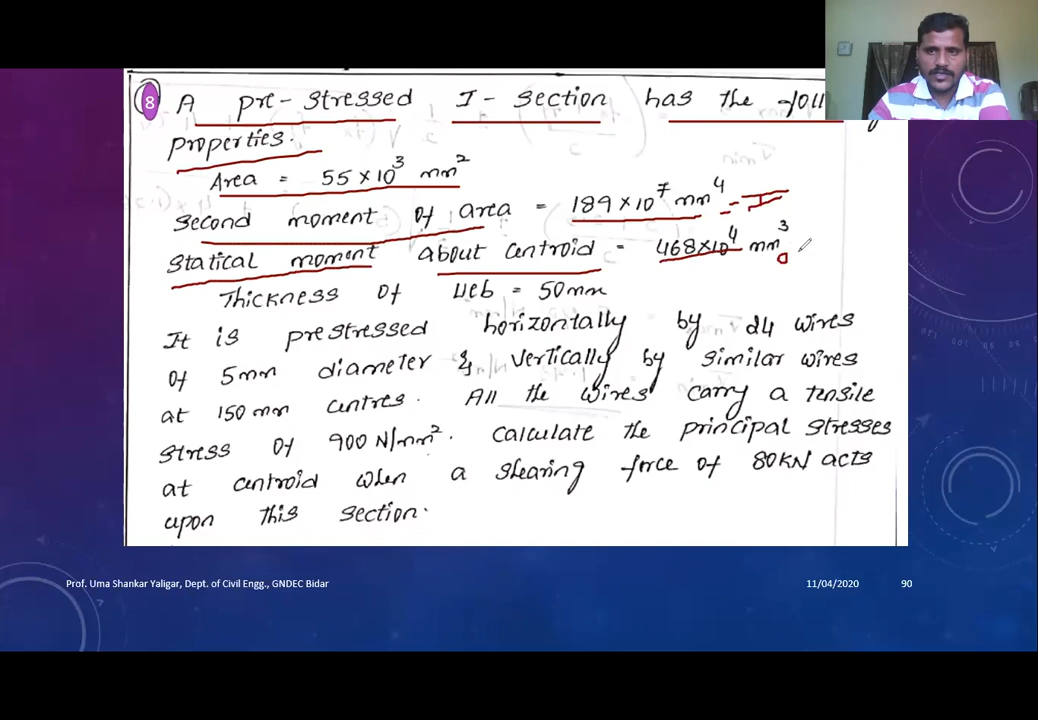 8 A pre-stressed I-section has the foll
properties.
Area = 55×10³ mm²
Second moment of area = 189×10⁷ mm⁴ - I
Statical moment about centroid = 468×10⁴ mm³
Thickness of web = 50mm
It is prestressed horizontally by 24 wires
of 5mm diameter & vertically by similar wires
at 150mm centres. All the wires carry a tensile
stress of 900 N/mm². Calculate the principal stresses
at centroid when a shearing force of 80KN acts
upon this section.
Prof. Uma Shankar Yaligar, Dept. of Civil Engg., GNDEC Bidar 11/04/2020 90